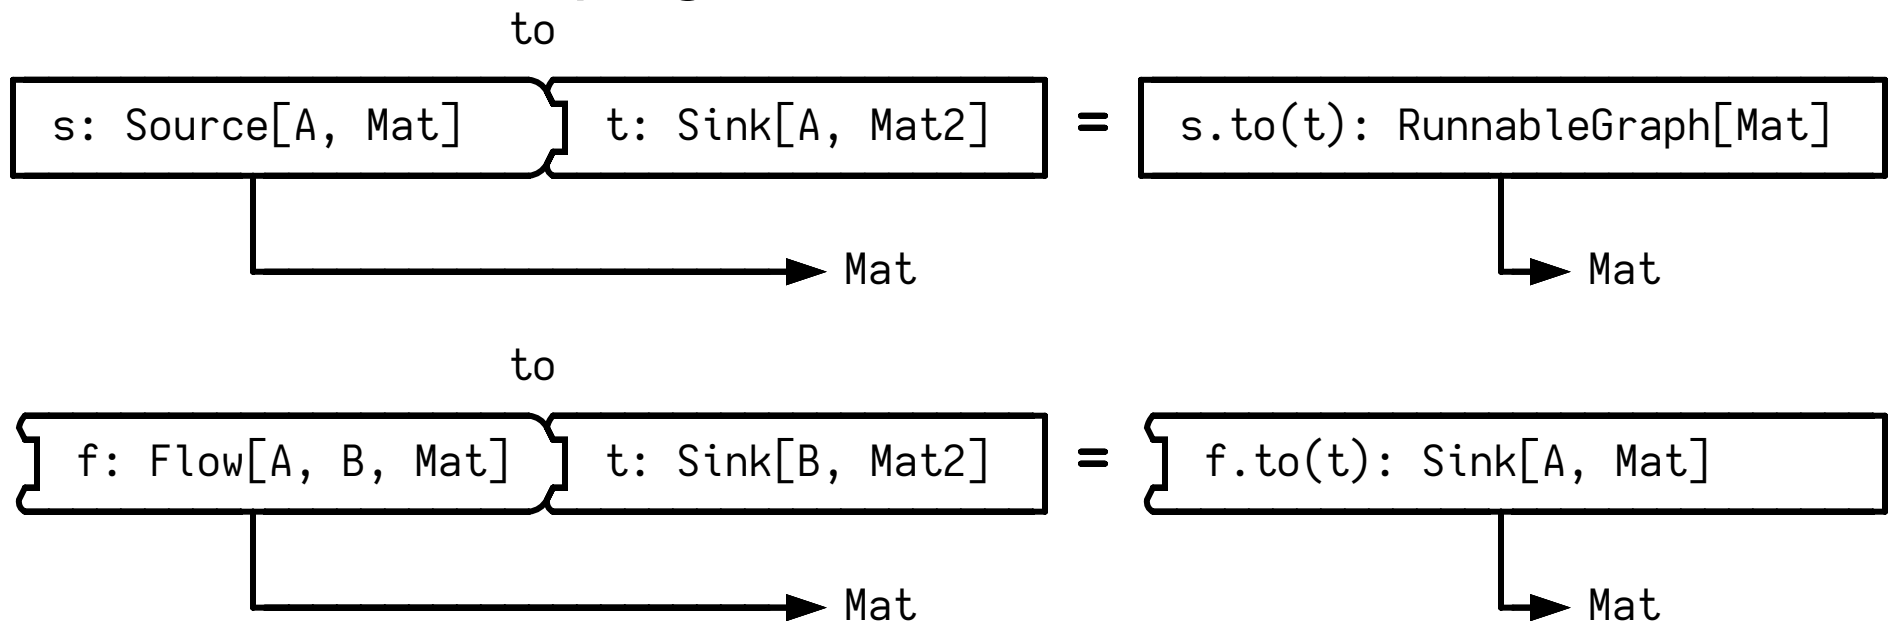 to
s: Source[A, Mat] t: Sink[A, Mat2] = s.to(t): RunnableGraph[Mat]
Mat Mat
to
f: Flow[A, B, Mat] t: Sink[B, Mat2] = f.to(t): Sink[A, Mat]
Mat Mat